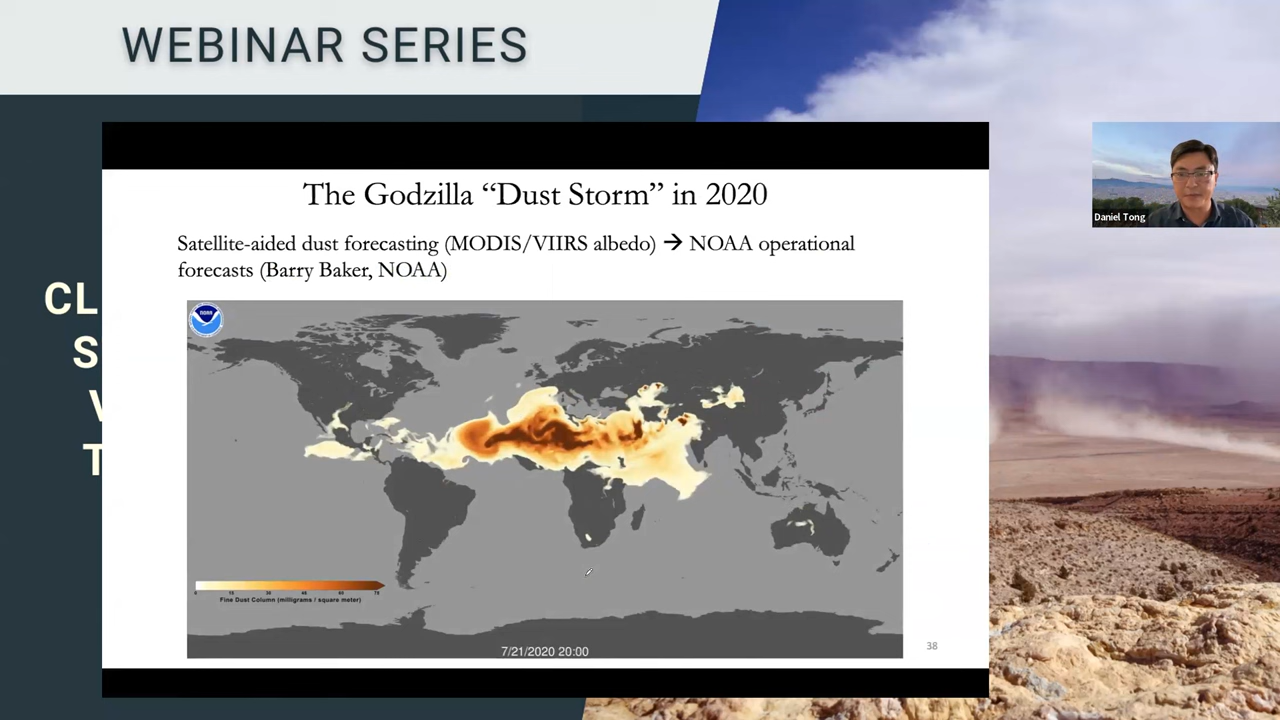 WEBINAR SERIES
CL
S
V
T
The Godzilla “Dust Storm” in 2020
Satellite-aided dust forecasting (MODIS/VIIRS albedo) → NOAA operational
forecasts (Barry Baker, NOAA)
NOAA
Fine Dust Column (milligrams / square meter)
7/21/2020 20:00
38
Daniel Tong